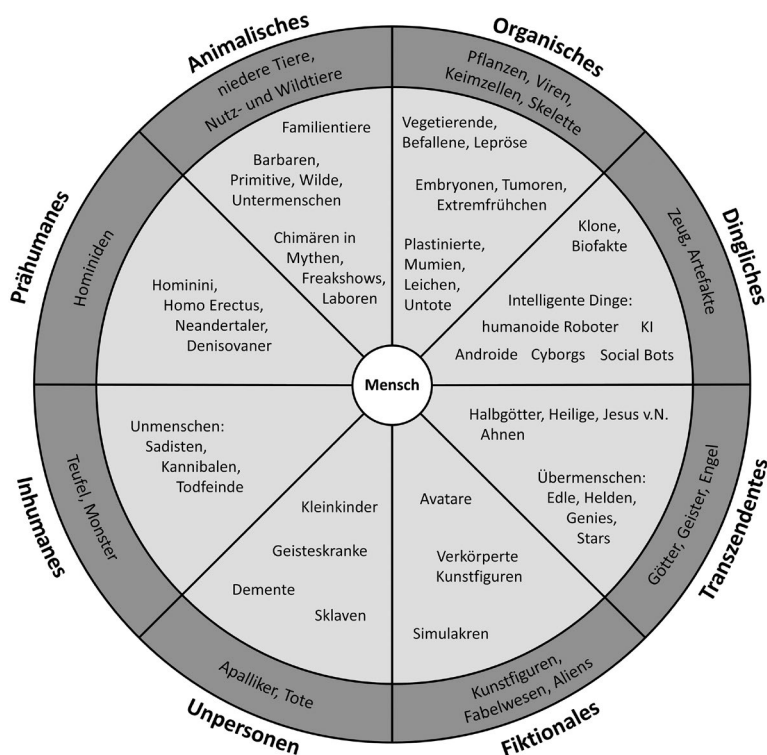 Animalisches
niedere Tiere,
Nutz- und Wildtiere
Familientiere
Barbaren,
Primitive, Wilde,
Untermenschen
Chimären in
Mythen,
Freakshows,
Laboren
Organisches
Pflanzen, Viren,
Keimzellen, Skelette
Vegetierende,
Befallene, Lepröse
Embryonen, Tumoren,
Extremfrühchen
Plastinierte,
Mumien,
Leichen,
Untote
Dingliches
Zeug, Artefakte
Klone,
Biofakte
Intelligente Dinge:
humanoide Roboter KI
Androide Cyborgs Social Bots
Transzendentes
Götter, Geister, Engel
Halbgötter, Heilige, Jesus v.N.
Ahnen
Übermenschen:
Edle, Helden,
Genies,
Stars
Fiktionales
Kunstfiguren,
Fabelwesen, Aliens
Avatare
Verkörperte
Kunstfiguren
Simulakren
Unpersonen
Apalliker, Tote
Kleinkinder
Geisteskranke
Demente
Sklaven
Inhumanes
Teufel, Monster
Unmenschen:
Sadisten,
Kannibalen,
Todfeinde
Prähumanes
Hominiden
Hominini,
Homo Erectus,
Neandertaler,
Denisovaner
Mensch